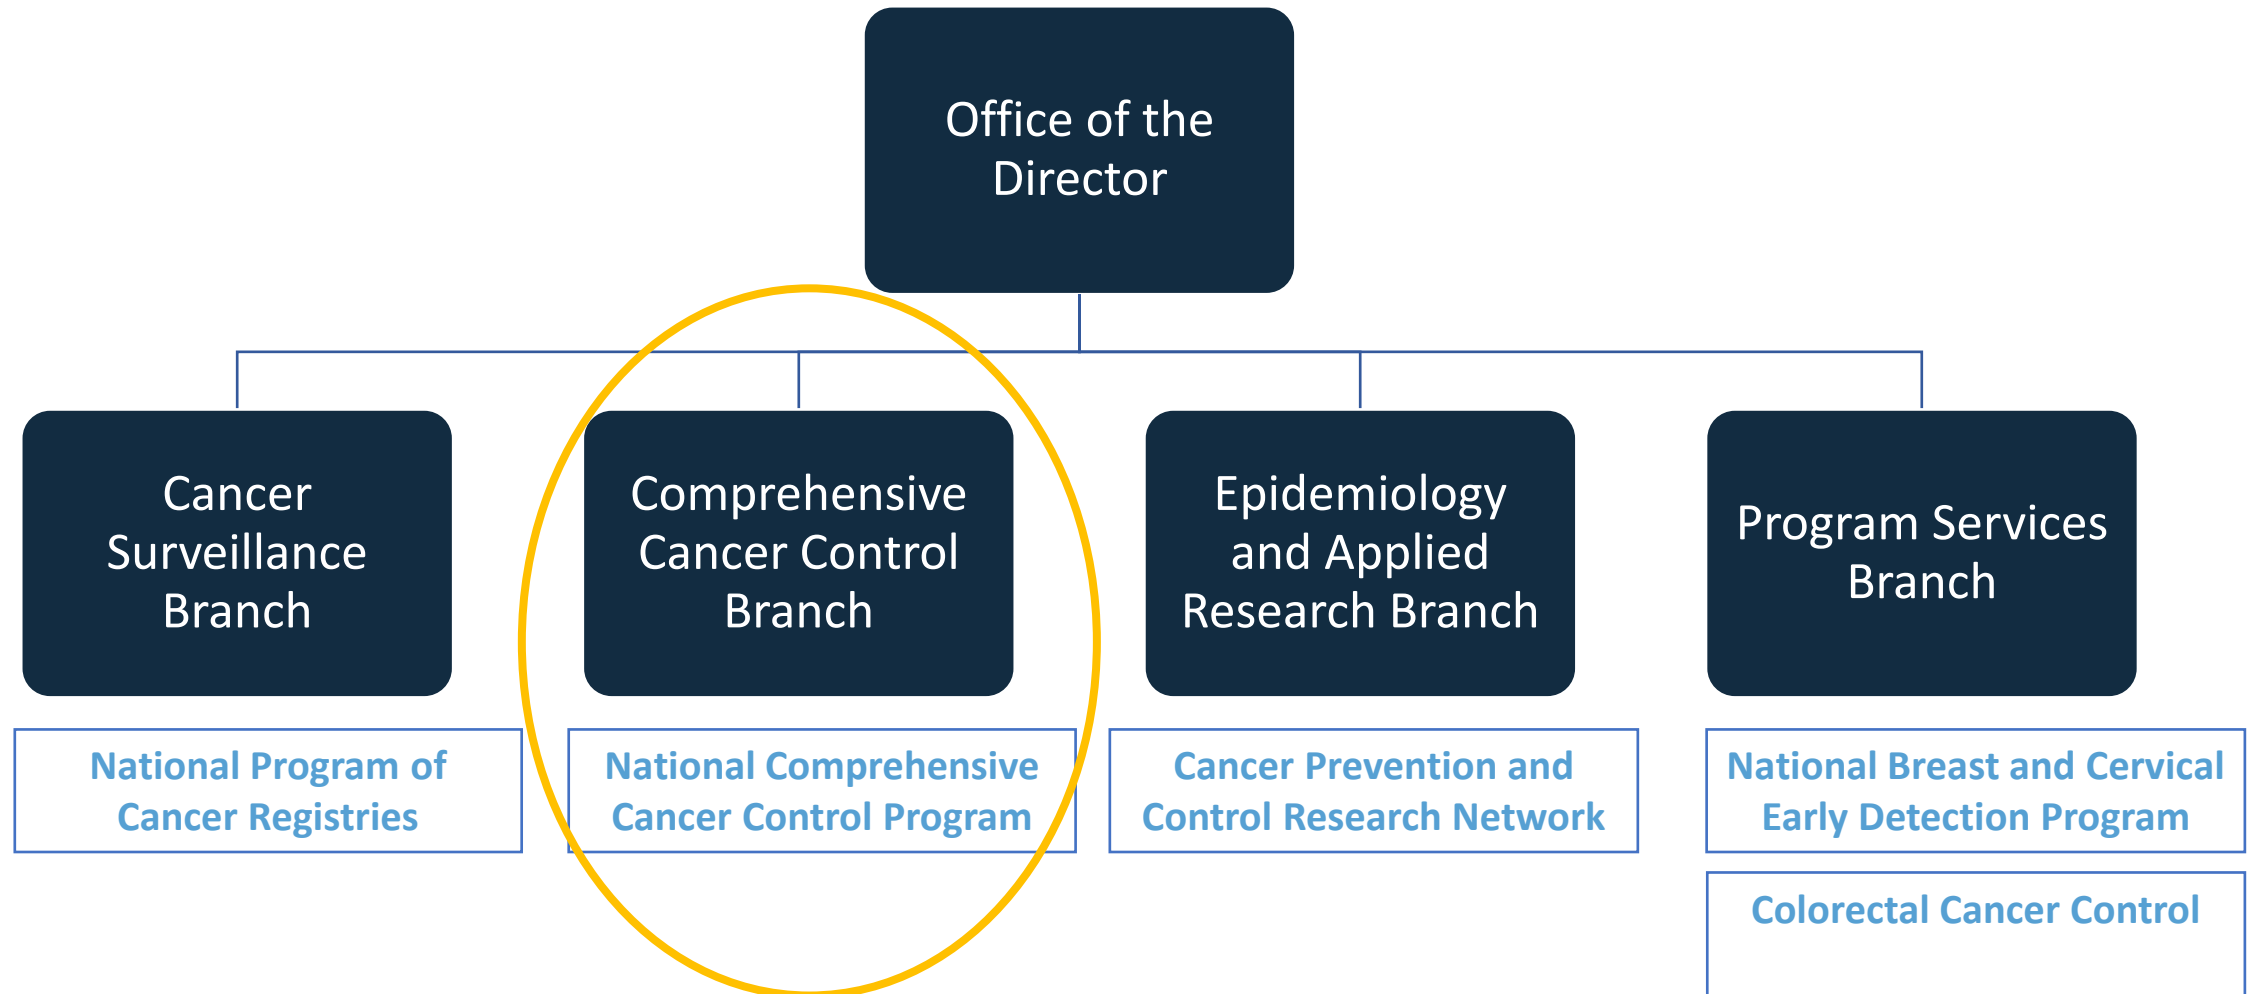 Office of the
Director
Cancer
Surveillance
Branch
Comprehensive
Cancer Control
Branch
Epidemiology
and Applied
Research Branch
Program Services
Branch
National Program of
Cancer Registries
National Comprehensive
Cancer Control Program
Cancer Prevention and
Control Research Network
National Breast and Cervical
Early Detection Program
Colorectal Cancer Control